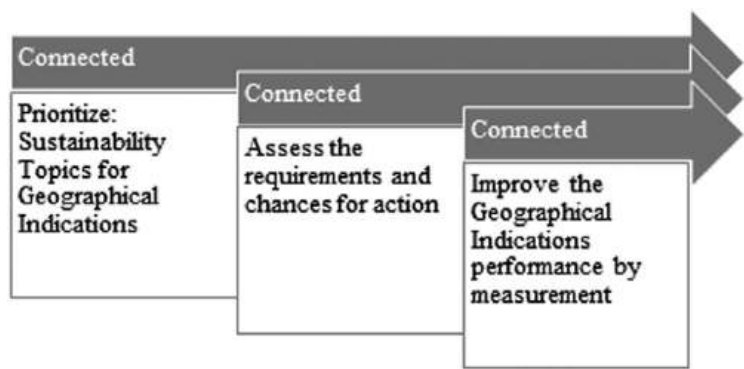 Connected
Prioritize:
Sustainability
Topics for
Geographical
Indications
Connected
Assess the
requirements and
chances for action
Connected
Improve the
Geographical
Indications
performance by
measurement